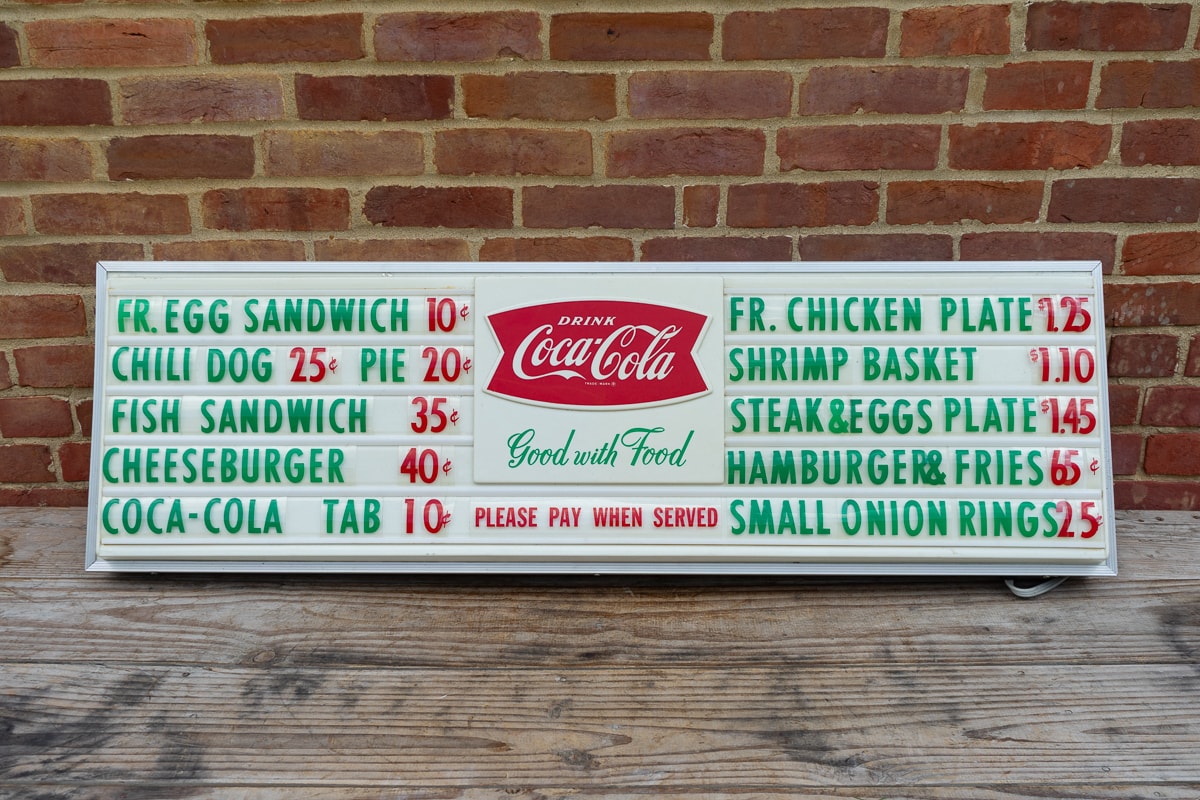 FR. EGG SANDWICH 10¢
CHILI DOG 25¢ PIE 20¢
FISH SANDWICH 35¢
CHEESEBURGER 40¢
COCA-COLA TAB 10¢
DRINK
Coca-Cola
TRADE-MARK ®
Good with Food
PLEASE PAY WHEN SERVED
FR. CHICKEN PLATE $1.25
SHRIMP BASKET $1.10
STEAK&EGGS PLATE $1.45
HAMBURGER& FRIES 65¢
SMALL ONION RINGS 25¢